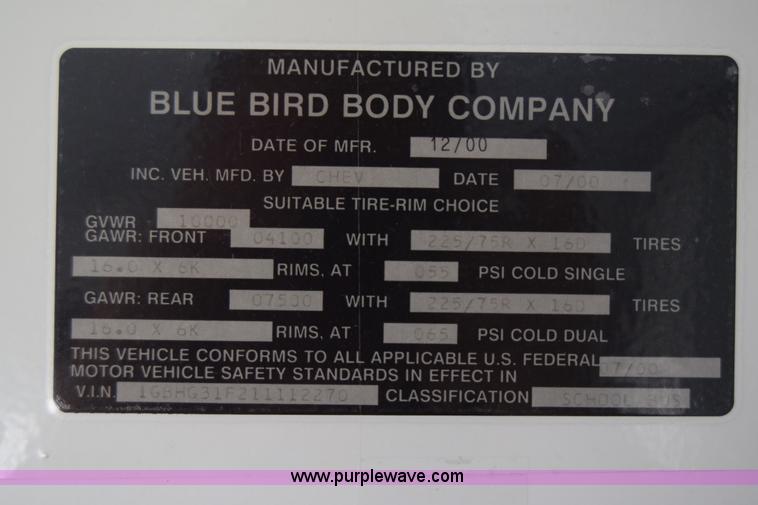 MANUFACTURED BY
BLUE BIRD BODY COMPANY
DATE OF MFR. 12/00
INC. VEH. MFD. BY CHEV DATE 07/00
SUITABLE TIRE-RIM CHOICE
GVWR 10000
GAWR: FRONT 04100 WITH 225/75R X 16D TIRES
16.0 X 6K RIMS, AT 055 PSI COLD SINGLE
GAWR: REAR 07500 WITH 225/75R X 16D TIRES
16.0 X 6K RIMS, AT 065 PSI COLD DUAL
THIS VEHICLE CONFORMS TO ALL APPLICABLE U.S. FEDERAL
MOTOR VEHICLE SAFETY STANDARDS IN EFFECT IN 07/00
V.I.N. 1GBHG31F211112270 CLASSIFICATION SCHOOL BUS
www.purplewave.com